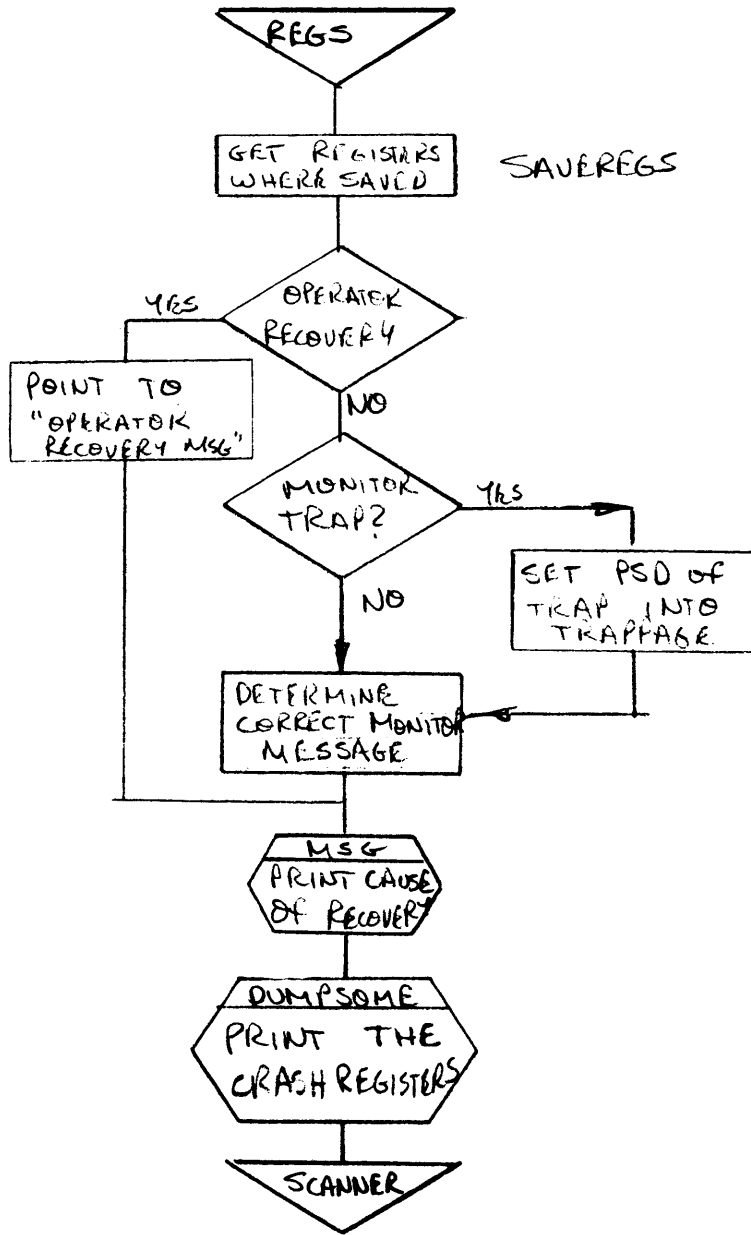 REGS
GET REGISTERS
WHERE SAVED
SAVEREGS
OPERATOR
RECOVERY
YES
POINT TO
"OPERATOR
RECOVERY MSG"
NO
MONITOR
TRAP?
YES
SET PSD OF
TRAP INTO
TRAPPAGE
NO
DETERMINE
CORRECT MONITOR
MESSAGE
MSG
PRINT CAUSE
OF RECOVERY
DUMPSOME
PRINT THE
CRASH REGISTERS
SCANNER